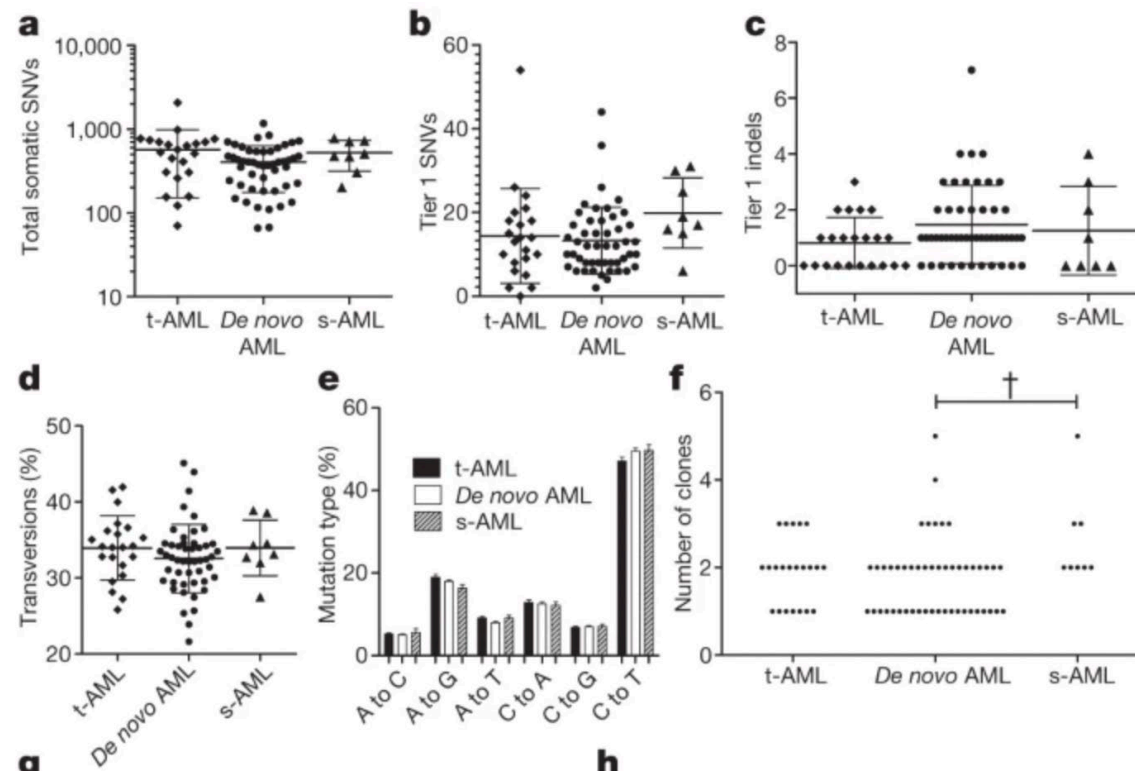 a
Total somatic SNVs
10,000
1,000
100
10
t-AML
De novo
AML
s-AML
b
Tier 1 SNVs
60
40
20
0
t-AML
De novo
AML
s-AML
c
Tier 1 indels
8
6
4
2
0
t-AML
De novo
AML
s-AML
d
Transversions (%)
50
40
30
20
t-AML
De novo AML
s-AML
e
Mutation type (%)
60
40
20
0
t-AML
De novo AML
s-AML
A to C
A to G
A to T
C to A
C to G
C to T
f
Number of clones
6
4
2
0
†
t-AML
De novo AML
s-AML
g
h